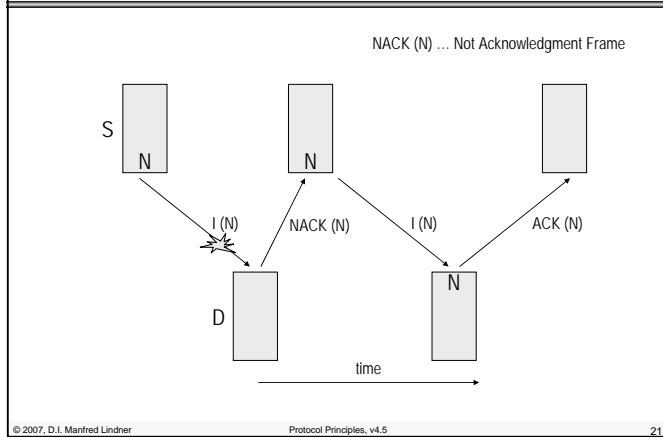 NACK (N) ... Not Acknowledgment Frame
S
N
N
I (N)
NACK (N)
I (N)
ACK (N)
D
N
time
© 2007, D.I. Manfred Lindner
Protocol Principles, v4.5
21